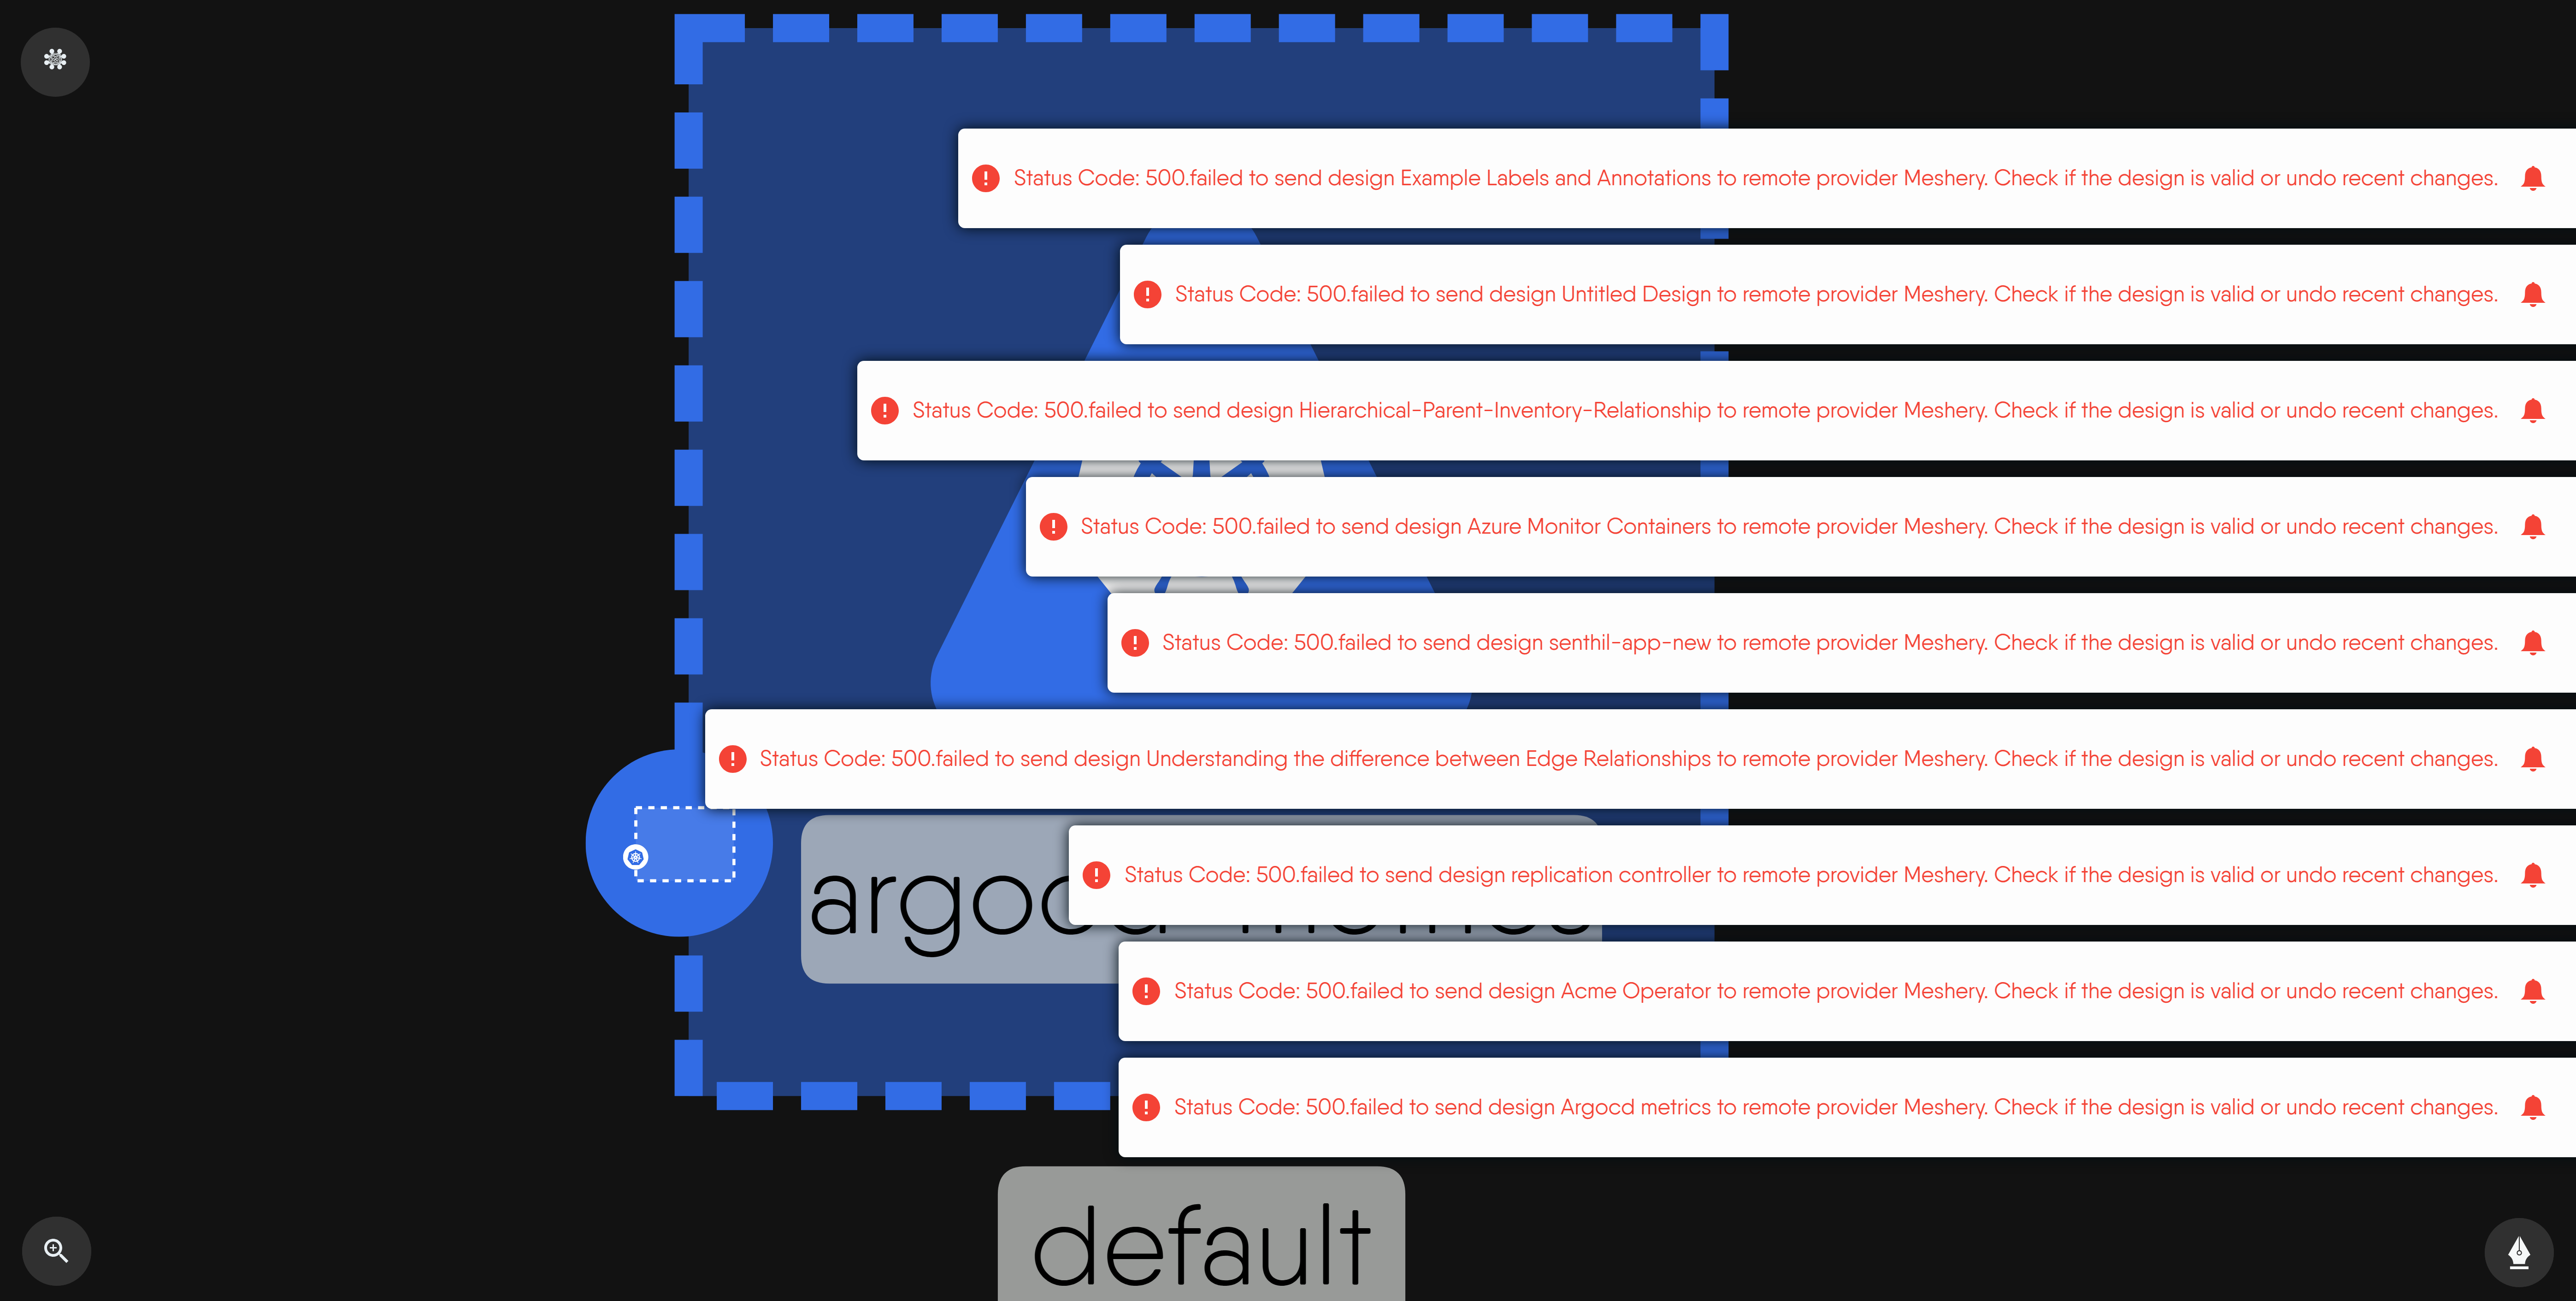 Status Code: 500.failed to send design Example Labels and Annotations to remote provider Meshery. Check if the design is valid or undo recent changes.
Status Code: 500.failed to send design Untitled Design to remote provider Meshery. Check if the design is valid or undo recent changes.
Status Code: 500.failed to send design Hierarchical-Parent-Inventory-Relationship to remote provider Meshery. Check if the design is valid or undo recent changes.
Status Code: 500.failed to send design Azure Monitor Containers to remote provider Meshery. Check if the design is valid or undo recent changes.
Status Code: 500.failed to send design senthil-app-new to remote provider Meshery. Check if the design is valid or undo recent changes.
Status Code: 500.failed to send design Understanding the difference between Edge Relationships to remote provider Meshery. Check if the design is valid or undo recent changes.
Status Code: 500.failed to send design replication controller to remote provider Meshery. Check if the design is valid or undo recent changes.
argocd-metrics
Status Code: 500.failed to send design Acme Operator to remote provider Meshery. Check if the design is valid or undo recent changes.
Status Code: 500.failed to send design Argocd metrics to remote provider Meshery. Check if the design is valid or undo recent changes.
default